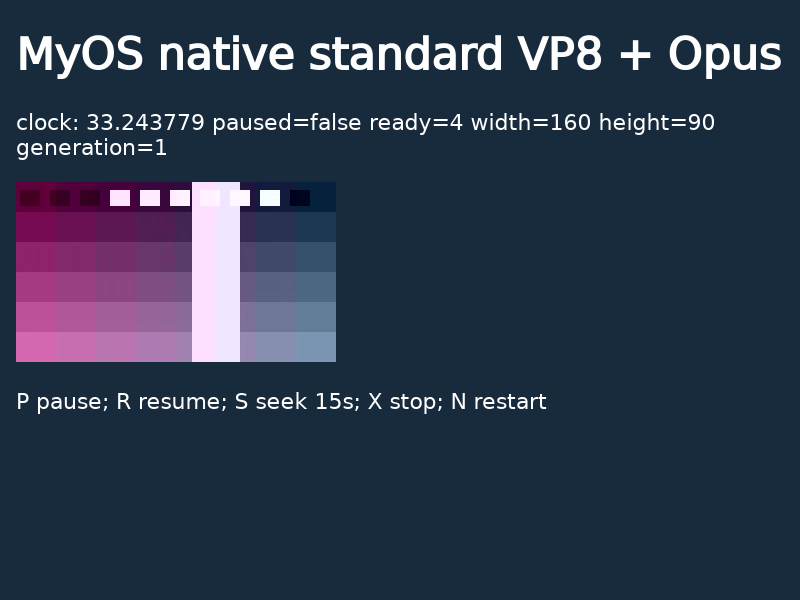 MyOS native standard VP8 + Opus
clock: 33.243779 paused=false ready=4 width=160 height=90
generation=1
P pause; R resume; S seek 15s; X stop; N restart